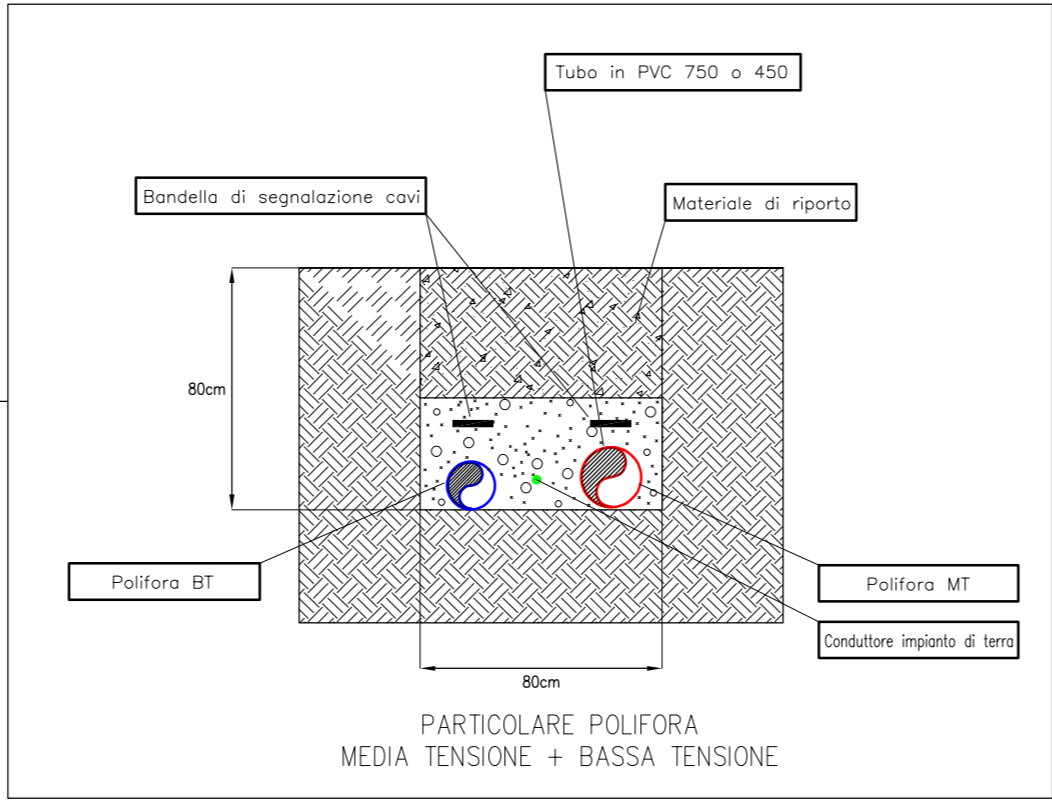 Tubo in PVC 750 o 450
Bandella di segnalazione cavi
Materiale di riporto
80cm
Polifora BT
Polifora MT
Conduttore impianto di terra
80cm
PARTICOLARE POLIFORA
MEDIA TENSIONE + BASSA TENSIONE